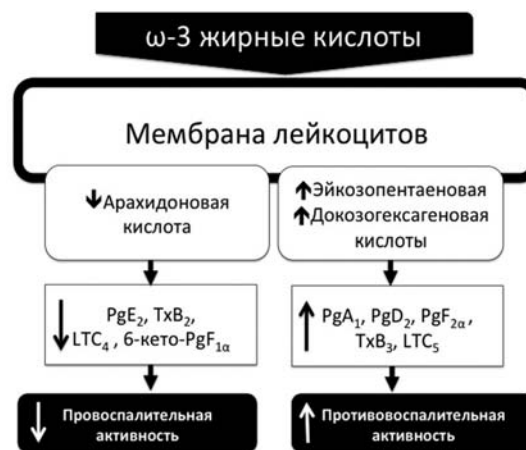 ω-3 жирные кислоты
Мембрана лейкоцитов
↓Арахидоновая
кислота
↑Эйкозопентаеновая
↑Докозогексагеновая
кислоты
↓ PgE₂, TxB₂,
LTC₄ , 6-кето-PgF₁α
↑ PgA₁, PgD₂, PgF₂α ,
TxB₃, LTC₅
↓ Провоспалительная
активность
↑ Противовоспалительная
активность